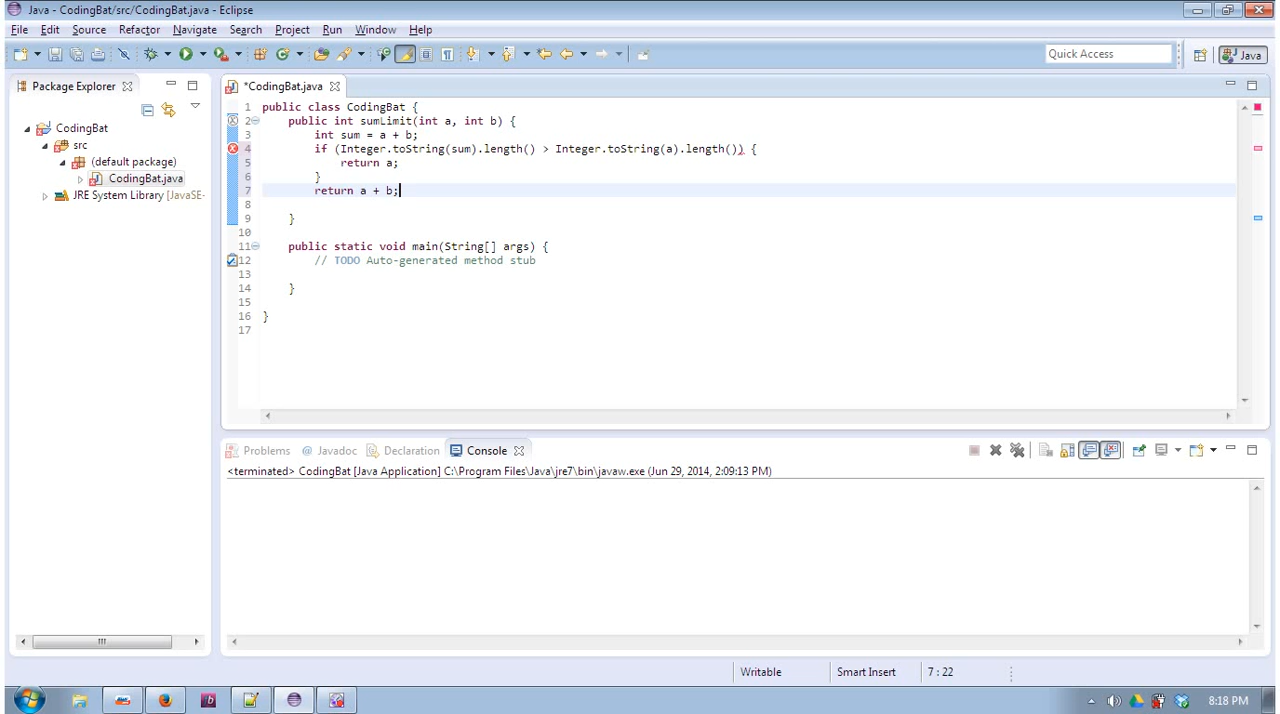 Java - CodingBat/src/CodingBat.java - Eclipse
File Edit Source Refactor Navigate Search Project Run Window Help
Quick Access
Java
Package Explorer
*CodingBat.java
CodingBat
src
(default package)
CodingBat.java
JRE System Library [JavaSE-
1 public class CodingBat {
2 public int sumLimit(int a, int b) {
3 int sum = a + b;
4 if (Integer.toString(sum).length() > Integer.toString(a).length()) {
5 return a;
6 }
7 return a + b;
8
9 }
10
11 public static void main(String[] args) {
12 // TODO Auto-generated method stub
13
14 }
15
16 }
17
Problems @ Javadoc Declaration Console
<terminated> CodingBat [Java Application] C:\Program Files\Java\jre7\bin\javaw.exe (Jun 29, 2014, 2:09:13 PM)
Writable Smart Insert 7 : 22
8:18 PM